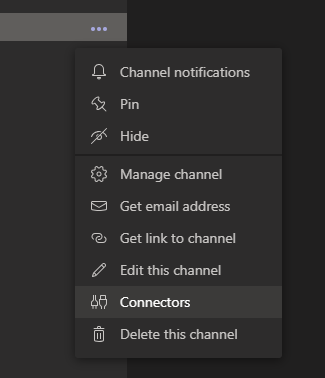 Channel notifications
Pin
Hide
Manage channel
Get email address
Get link to channel
Edit this channel
Connectors
Delete this channel